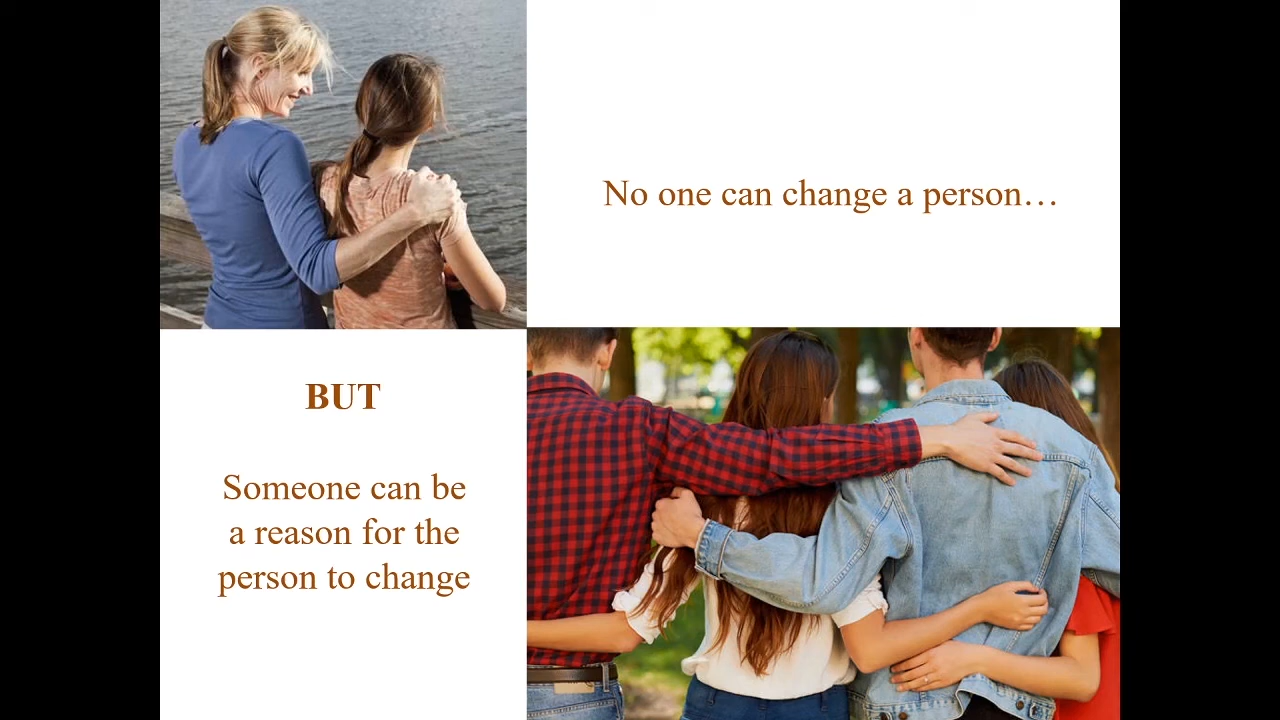 No one can change a person…
BUT
Someone can be
a reason for the
person to change